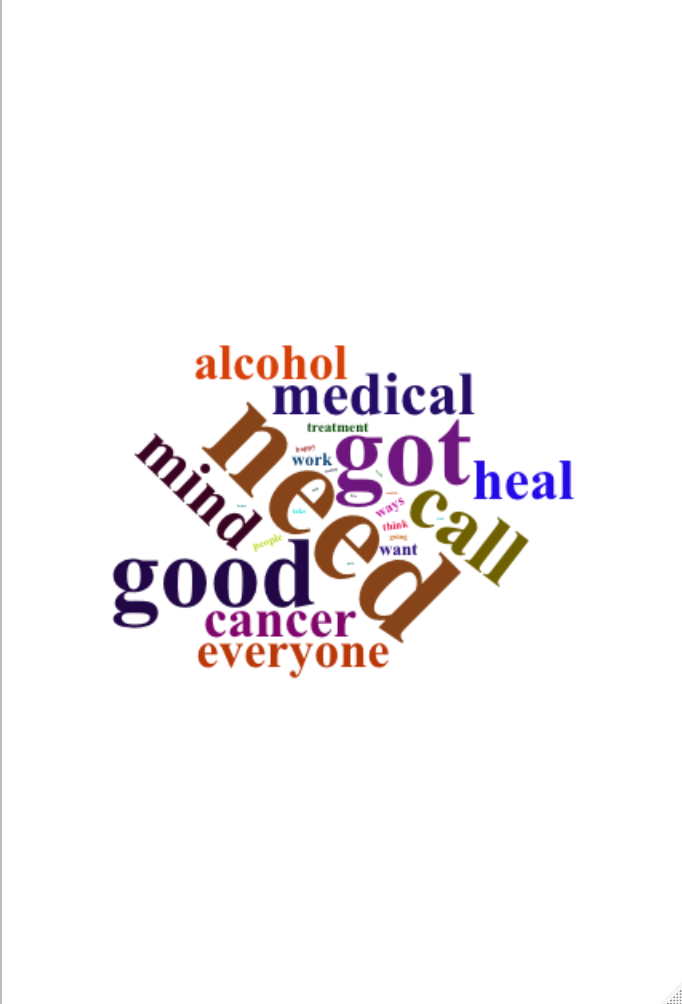 alcohol
medical
treatment
need
got
happy
work
heal
mind
call
ways
think
going
take
people
want
good
cancer
everyone